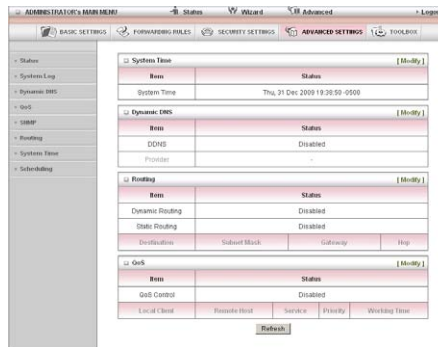 ADMINISTRATOR's MAIN MENU Status Wizard Advanced Logout
BASIC SETTINGS FORWARDING RULES SECURITY SETTINGS ADVANCED SETTINGS TOOLBOX
Status
System Log
Dynamic DNS
QoS
SNMP
Routing
System Time
Scheduling
System Time [ Modify ]
Item Status
System Time Thu, 31 Dec 2009 19:38:50 -0500
Dynamic DNS [ Modify ]
Item Status
DDNS Disabled
Provider -
Routing [ Modify ]
Item Status
Dynamic Routing Disabled
Static Routing Disabled
Destination Subnet Mask Gateway Hop
QoS [ Modify ]
Item Status
QoS Control Disabled
Local Client Remote Host Service Priority Working Time
Refresh